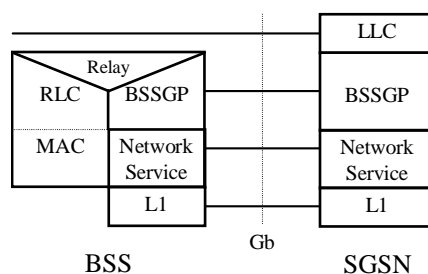 LLC
Relay
RLC
BSSGP
BSSGP
MAC
Network
Service
Network
Service
L1
L1
Gb
BSS
SGSN